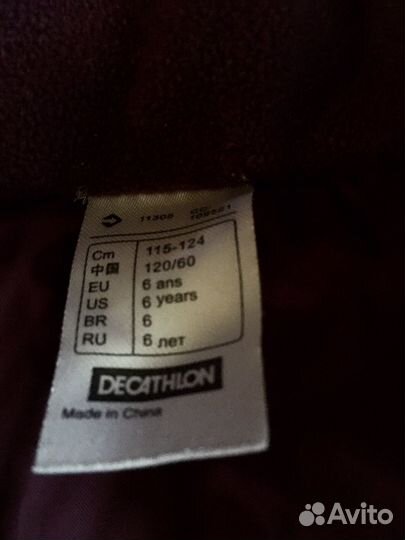 11306
Cm 115-124
中国 120/60
EU 6 ans
US 6 years
BR 6
RU 6 лет
DECATHLON
Made in China
Avito